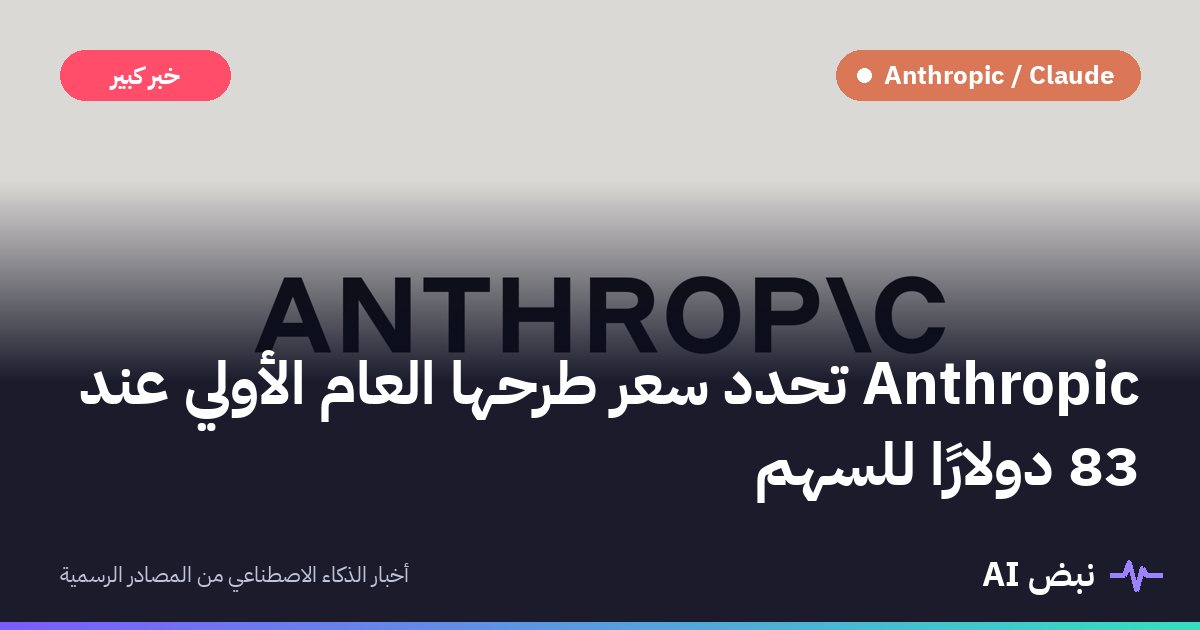 Anthropic / Claude
خبر كبير
ANTHROP\C
Anthropic تحدد سعر طرحها العام الأولي عند
83 دولارًا للسهم
نبض AI
أخبار الذكاء الاصطناعي من المصادر الرسمية